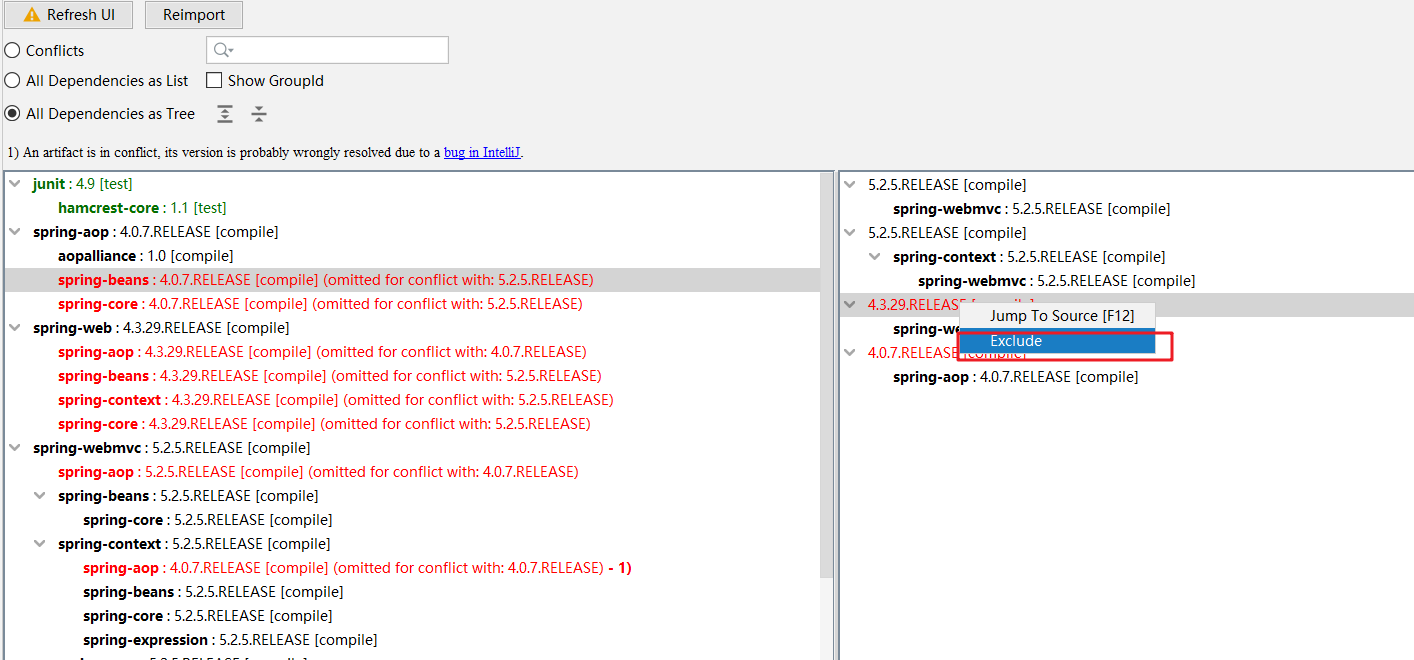 Refresh UI Reimport
Conflicts
All Dependencies as List Show GroupId
All Dependencies as Tree
1) An artifact is in conflict, its version is probably wrongly resolved due to a bug in IntelliJ.
junit : 4.9 [test]
hamcrest-core : 1.1 [test]
spring-aop : 4.0.7.RELEASE [compile]
aopalliance : 1.0 [compile]
spring-beans : 4.0.7.RELEASE [compile] (omitted for conflict with: 5.2.5.RELEASE)
spring-core : 4.0.7.RELEASE [compile] (omitted for conflict with: 5.2.5.RELEASE)
spring-web : 4.3.29.RELEASE [compile]
spring-aop : 4.3.29.RELEASE [compile] (omitted for conflict with: 4.0.7.RELEASE)
spring-beans : 4.3.29.RELEASE [compile] (omitted for conflict with: 5.2.5.RELEASE)
spring-context : 4.3.29.RELEASE [compile] (omitted for conflict with: 5.2.5.RELEASE)
spring-core : 4.3.29.RELEASE [compile] (omitted for conflict with: 5.2.5.RELEASE)
spring-webmvc : 5.2.5.RELEASE [compile]
spring-aop : 5.2.5.RELEASE [compile] (omitted for conflict with: 4.0.7.RELEASE)
spring-beans : 5.2.5.RELEASE [compile]
spring-core : 5.2.5.RELEASE [compile]
spring-context : 5.2.5.RELEASE [compile]
spring-aop : 4.0.7.RELEASE [compile] (omitted for conflict with: 4.0.7.RELEASE) - 1)
spring-beans : 5.2.5.RELEASE [compile]
spring-core : 5.2.5.RELEASE [compile]
spring-expression : 5.2.5.RELEASE [compile]
5.2.5.RELEASE [compile]
spring-webmvc : 5.2.5.RELEASE [compile]
5.2.5.RELEASE [compile]
spring-context : 5.2.5.RELEASE [compile]
spring-webmvc : 5.2.5.RELEASE [compile]
4.3.29.RELEASE
Jump To Source [F12]
Exclude
4.0.7.RELEASE [compile]
spring-aop : 4.0.7.RELEASE [compile]